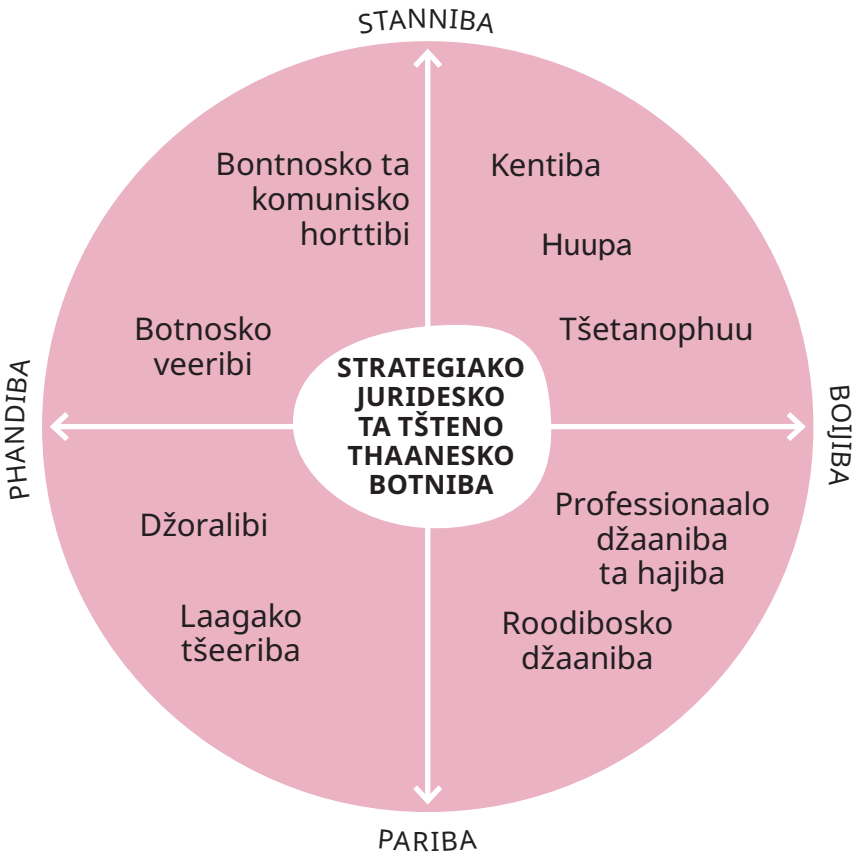 STANNIBA
Bontnosko ta
komunisko
horttibi
Kentiba
Huupa
Botnosko
veeribi
Tšetanophuu
PHANDIBA
STRATEGIAKO
JURIDESKO
TA TŠTENO
THAANESKO
BOTNIBA
BOIJIBA
Džoralibi
Laagako
tšeeriba
Professionaalo
džaaniba
ta hajiba
Roodibosko
džaaniba
PARIBA